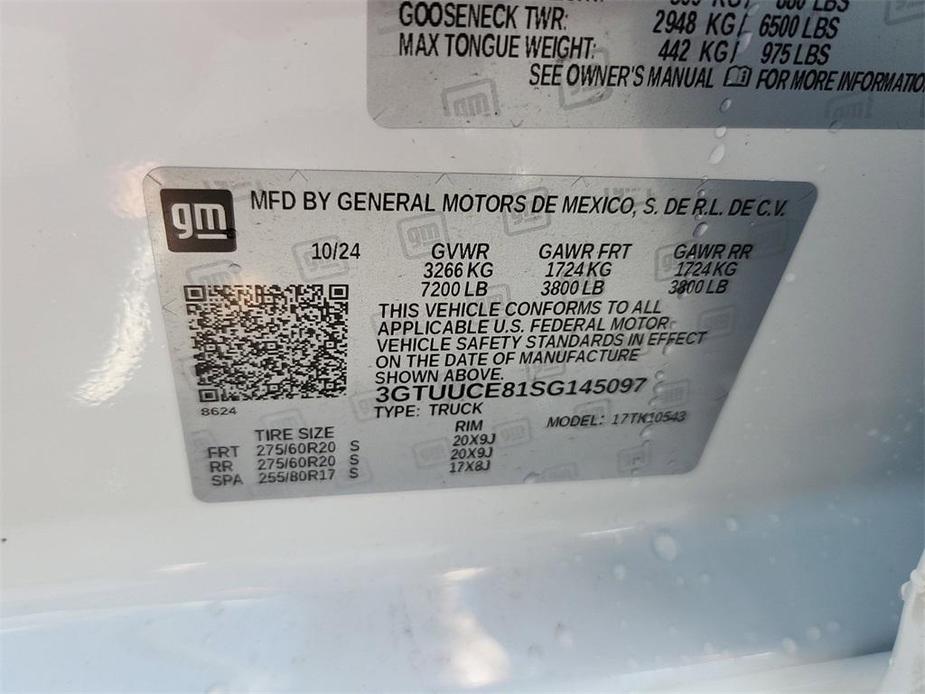 GOOSENECK TWR: 2948 KG/ 6500 LBS
MAX TONGUE WEIGHT: 442 KG/ 975 LBS
SEE OWNER'S MANUAL FOR MORE INFORMATION
gm
MFD BY GENERAL MOTORS DE MEXICO, S. DE R.L. DE C.V.
10/24 GVWR GAWR FRT GAWR RR
3266 KG 1724 KG 1724 KG
7200 LB 3800 LB 3800 LB
THIS VEHICLE CONFORMS TO ALL
APPLICABLE U.S. FEDERAL MOTOR
VEHICLE SAFETY STANDARDS IN EFFECT
ON THE DATE OF MANUFACTURE
SHOWN ABOVE.
3GTUUCE81SG145097
8624
TYPE: TRUCK MODEL: 17TK10543
TIRE SIZE RIM
FRT 275/60R20 S 20X9J
RR 275/60R20 S 20X9J
SPA 255/80R17 S 17X8J